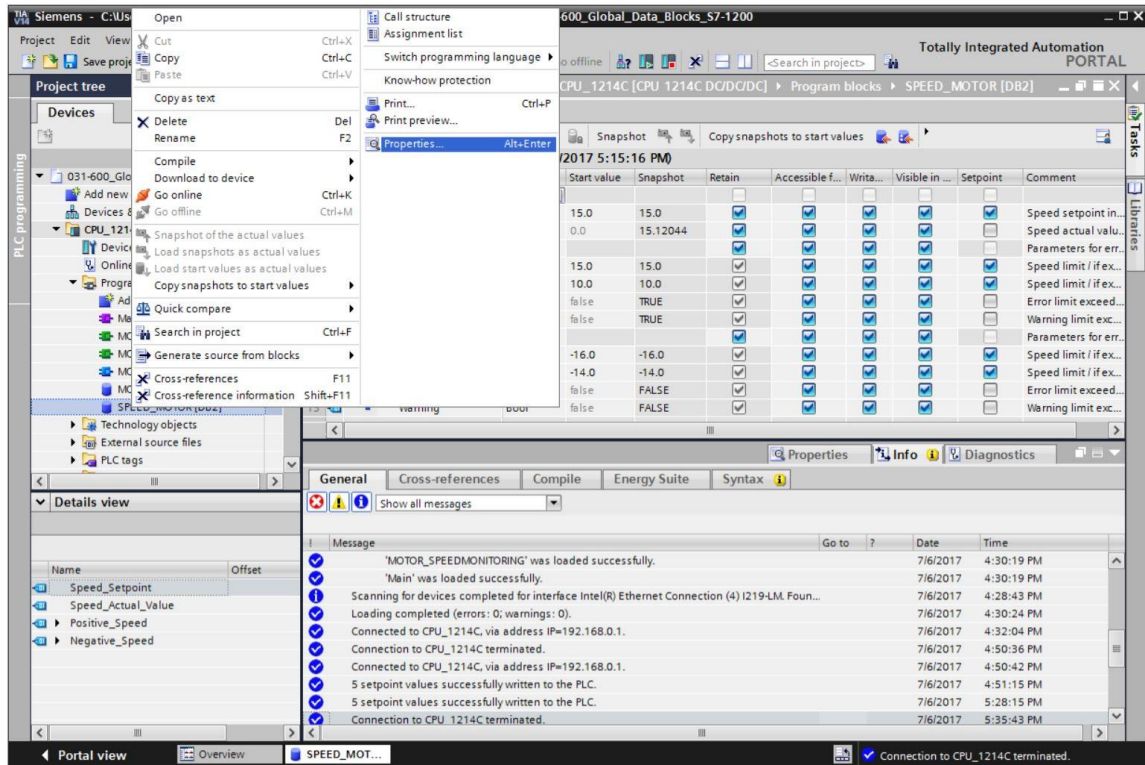 Siemens - C:\Us
-600_Global_Data_Blocks_S7-1200
Project Edit View
Totally Integrated Automation
PORTAL
Save proje
o offline
<Search in project>
Project tree
CPU_1214C [CPU 1214C DC/DC/DC] Program blocks SPEED_MOTOR [DB2]
Devices
Tasks
Libraries
PLC programming
Open
Cut Ctrl+X
Copy Ctrl+C
Paste Ctrl+V
Copy as text
Delete Del
Rename F2
Compile
Download to device
Go online Ctrl+K
Go offline Ctrl+M
Snapshot of the actual values
Load snapshots as actual values
Load start values as actual values
Copy snapshots to start values
Quick compare
Search in project Ctrl+F
Generate source from blocks
Cross-references F11
Cross-reference information Shift+F11
Call structure
Assignment list
Switch programming language
Know-how protection
Print... Ctrl+P
Print preview...
Properties... Alt+Enter
031-600_Glo
Add new
Devices &
CPU_121
Device
Online
Progra
Ad
Ma
MO
MO
MC
MO
SPEED_MOTOR [DB2]
Technology objects
External source files
PLC tags
Snapshot Copy snapshots to start values
/2017 5:15:16 PM)
Start value Snapshot Retain Accessible f... Writa... Visible in ... Setpoint Comment
15.0 15.0 Speed setpoint in...
0.0 15.12044 Speed actual valu...
Parameters for err...
15.0 15.0 Speed limit / if ex...
10.0 10.0 Speed limit / if ex...
false TRUE Error limit exceed...
false TRUE Warning limit exc...
Parameters for err...
-16.0 -16.0 Speed limit / if ex...
-14.0 -14.0 Speed limit / if ex...
false FALSE Error limit exceed...
Warning Bool false FALSE Warning limit exc...
Properties Info Diagnostics
General Cross-references Compile Energy Suite Syntax
Show all messages
! Message Go to ? Date Time
'MOTOR_SPEEDMONITORING' was loaded successfully. 7/6/2017 4:30:19 PM
'Main' was loaded successfully. 7/6/2017 4:30:19 PM
Scanning for devices completed for interface Intel(R) Ethernet Connection (4) I219-LM. Foun... 7/6/2017 4:28:43 PM
Loading completed (errors: 0; warnings: 0). 7/6/2017 4:30:24 PM
Connected to CPU_1214C, via address IP=192.168.0.1. 7/6/2017 4:32:04 PM
Connection to CPU_1214C terminated. 7/6/2017 4:50:36 PM
Connected to CPU_1214C, via address IP=192.168.0.1. 7/6/2017 4:50:42 PM
5 setpoint values successfully written to the PLC. 7/6/2017 4:51:15 PM
5 setpoint values successfully written to the PLC. 7/6/2017 5:28:15 PM
Connection to CPU_1214C terminated. 7/6/2017 5:35:43 PM
Details view
Name Offset
Speed_Setpoint
Speed_Actual_Value
Positive_Speed
Negative_Speed
Portal view Overview SPEED_MOT... Connection to CPU_1214C terminated.